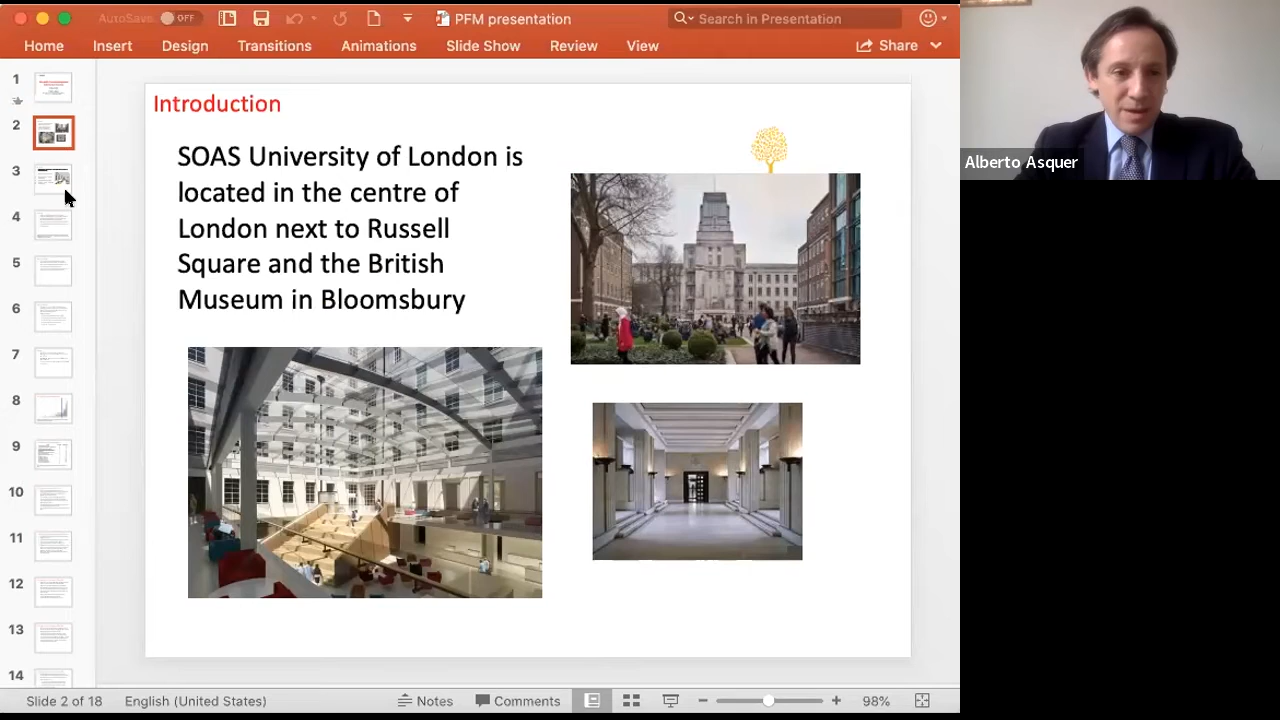 AutoSave
OFF
PFM presentation
Search in Presentation
Home
Insert
Design
Transitions
Animations
Slide Show
Review
View
Share
1
2
3
4
5
6
7
8
9
10
11
12
13
14
Introduction
SOAS University of London is
located in the centre of
London next to Russell
Square and the British
Museum in Bloomsbury
Alberto Asquer
Slide 2 of 18
English (United States)
Notes
Comments
98%